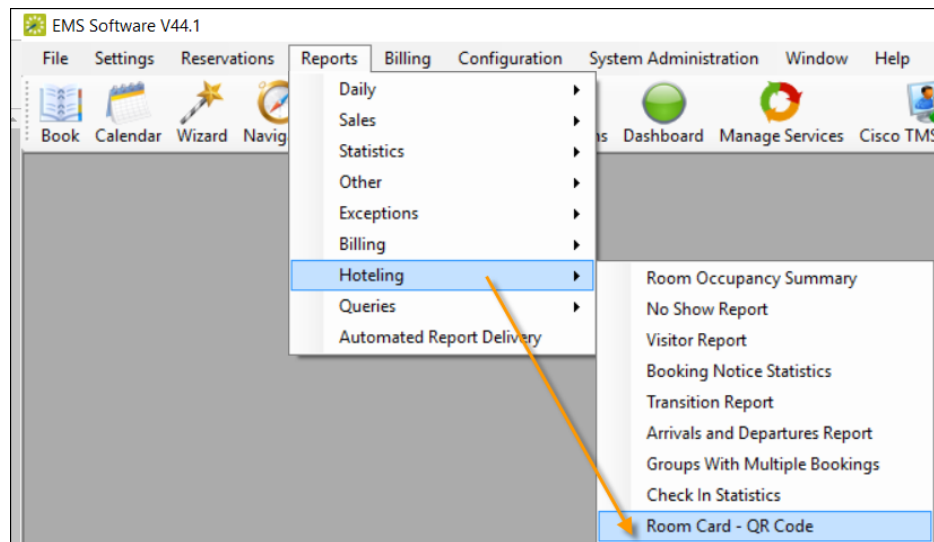 EMS Software V44.1
File Settings Reservations Reports Billing Configuration System Administration Window Help
Book Calendar Wizard Dashboard Manage Services Cisco TMS
Daily
Sales
Statistics
Other
Exceptions
Billing
Hoteling
Queries
Automated Report Delivery
Room Occupancy Summary
No Show Report
Visitor Report
Booking Notice Statistics
Transition Report
Arrivals and Departures Report
Groups With Multiple Bookings
Check In Statistics
Room Card - QR Code